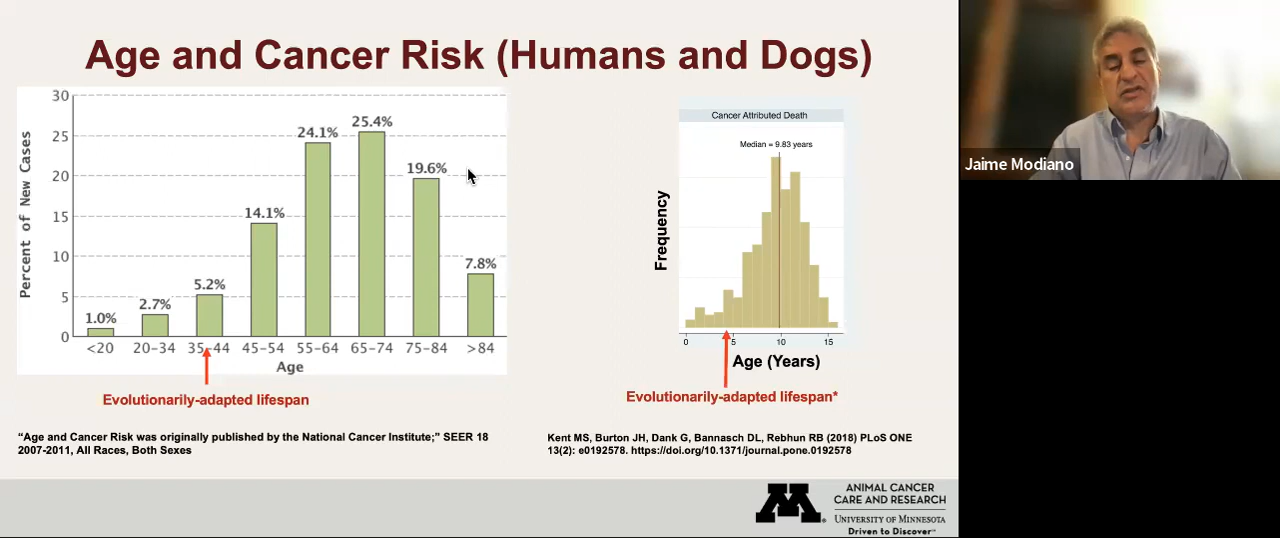 Age and Cancer Risk (Humans and Dogs)
30
25
20
15
10
5
0
Percent of New Cases
1.0%
2.7%
5.2%
14.1%
24.1%
25.4%
19.6%
7.8%
<20
20-34
35-44
45-54
55-64
65-74
75-84
>84
Age
Evolutionarily-adapted lifespan
"Age and Cancer Risk was originally published by the National Cancer Institute;" SEER 18
2007-2011, All Races, Both Sexes
Cancer Attributed Death
Median = 9.83 years
Frequency
0
5
10
15
Age (Years)
Evolutionarily-adapted lifespan*
Kent MS, Burton JH, Dank G, Bannasch DL, Rebhun RB (2018) PLoS ONE
13(2): e0192578. https://doi.org/10.1371/journal.pone.0192578
M
ANIMAL CANCER
CARE AND RESEARCH
UNIVERSITY OF MINNESOTA
Driven to Discover℠
Jaime Modiano